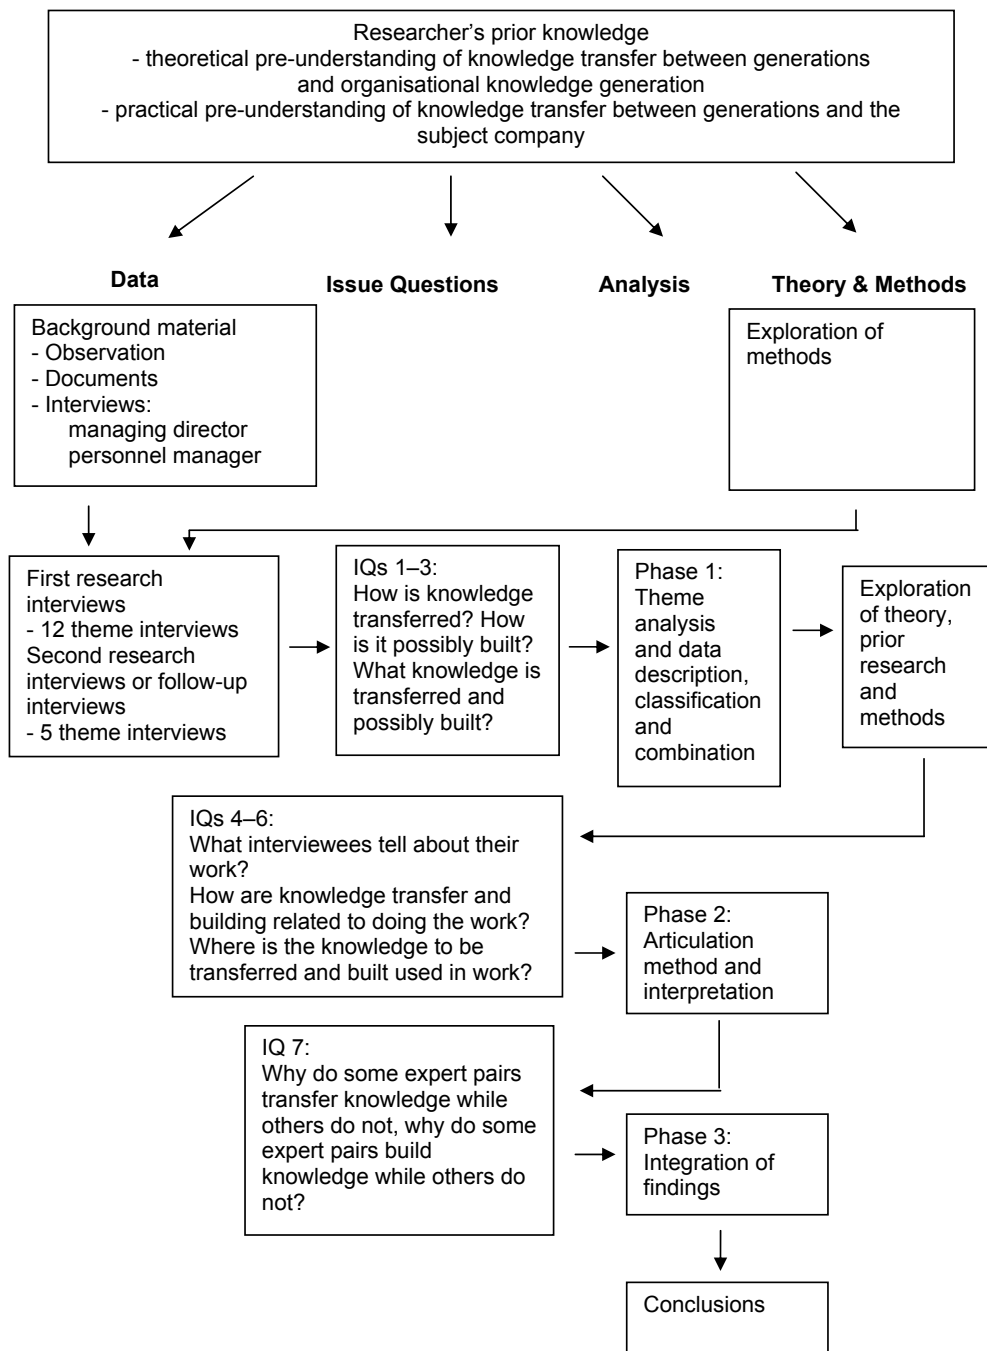 Researcher’s prior knowledge
- theoretical pre-understanding of knowledge transfer between generations
and organisational knowledge generation
- practical pre-understanding of knowledge transfer between generations and the
subject company
Data
Issue Questions
Analysis
Theory & Methods
Background material
- Observation
- Documents
- Interviews:
managing director
personnel manager
Exploration of
methods
First research
interviews
- 12 theme interviews
Second research
interviews or follow-up
interviews
- 5 theme interviews
IQs 1–3:
How is knowledge
transferred? How
is it possibly built?
What knowledge is
transferred and
possibly built?
Phase 1:
Theme
analysis
and data
description,
classification
and
combination
Exploration
of theory,
prior
research
and
methods
IQs 4–6:
What interviewees tell about their
work?
How are knowledge transfer and
building related to doing the work?
Where is the knowledge to be
transferred and built used in work?
Phase 2:
Articulation
method and
interpretation
IQ 7:
Why do some expert pairs
transfer knowledge while
others do not, why do some
expert pairs build
knowledge while others do
not?
Phase 3:
Integration of
findings
Conclusions